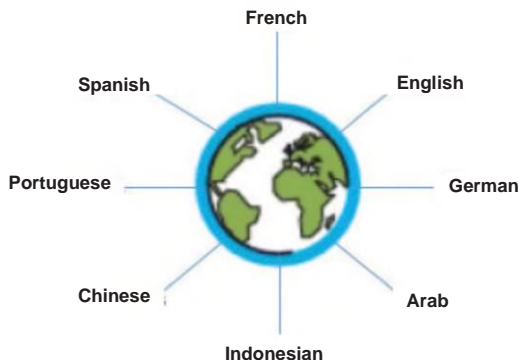 French
Spanish
English
Portuguese
German
Chinese
Arab
Indonesian